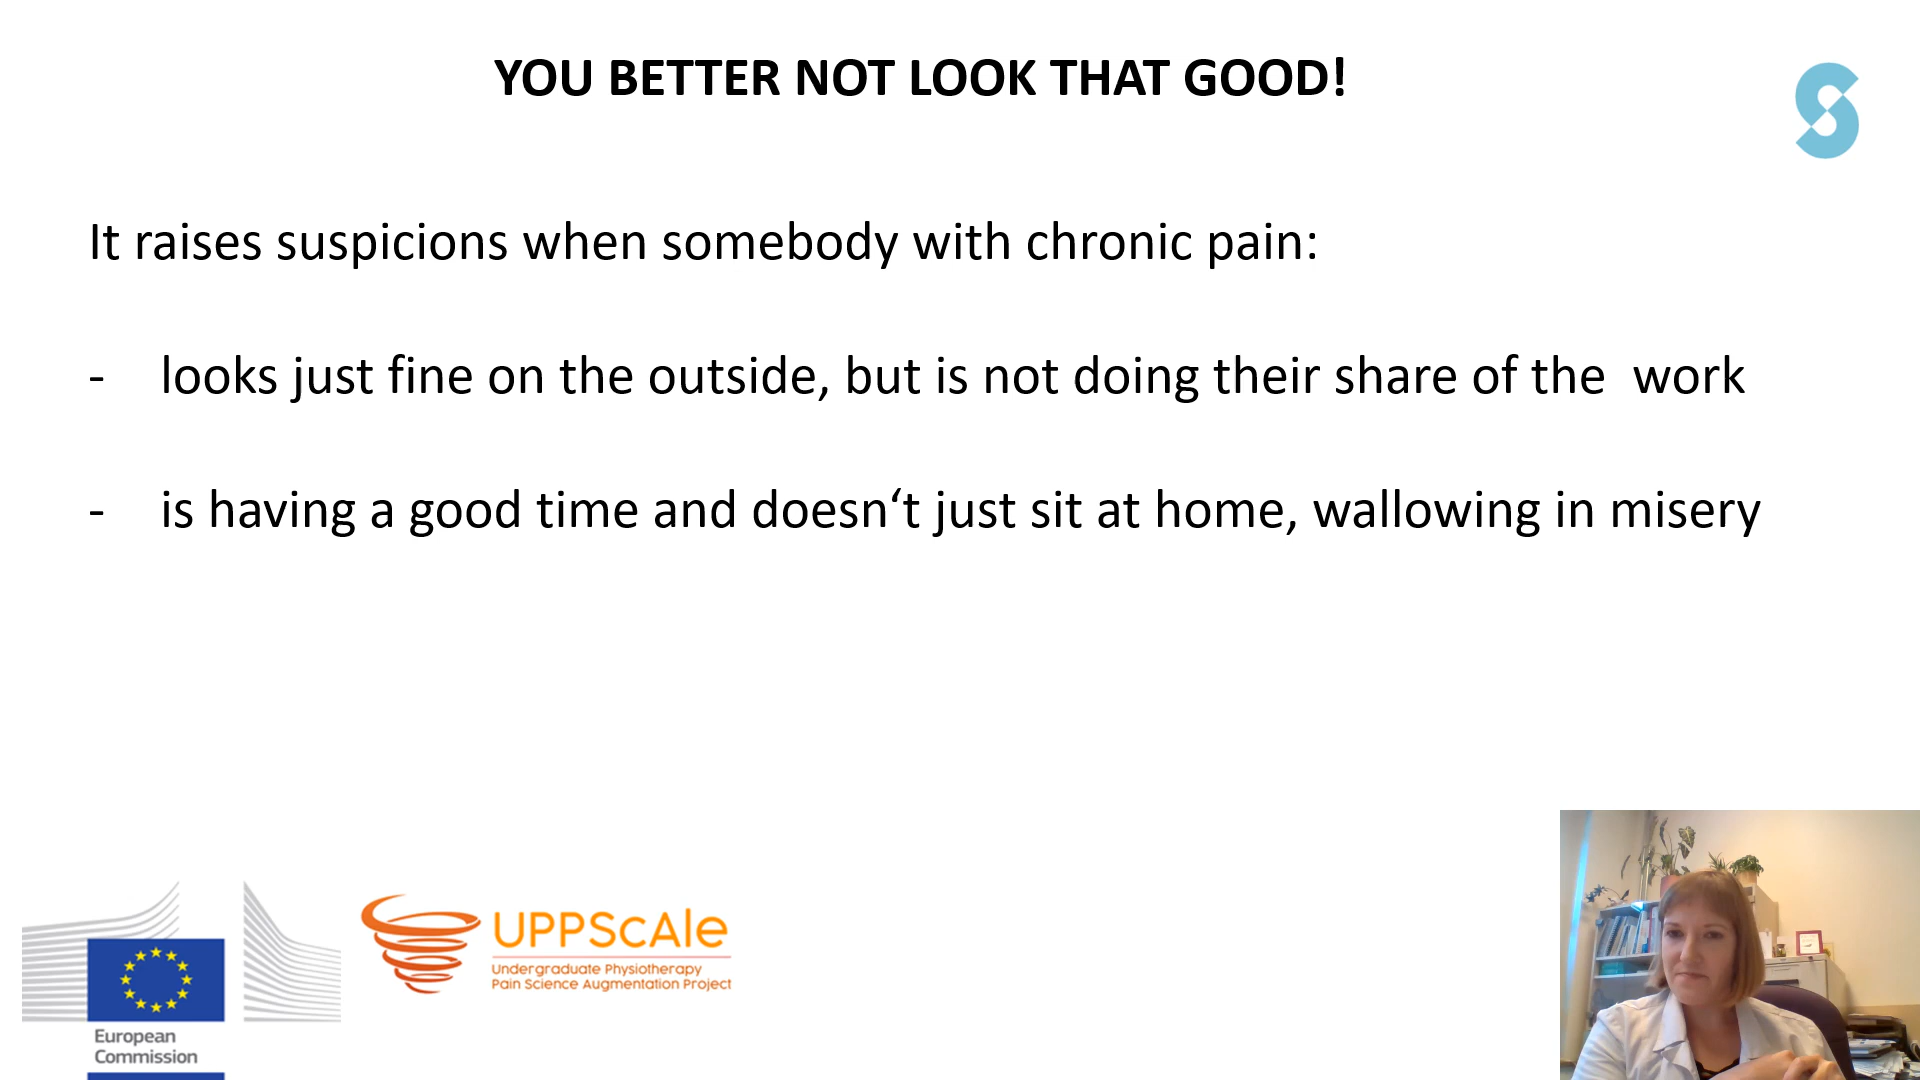 YOU BETTER NOT LOOK THAT GOOD!
It raises suspicions when somebody with chronic pain:
- looks just fine on the outside, but is not doing their share of the  work
- is having a good time and doesn‘t just sit at home, wallowing in misery
UPPScAle
Undergraduate Physiotherapy
Pain Science Augmentation Project
European
Commission